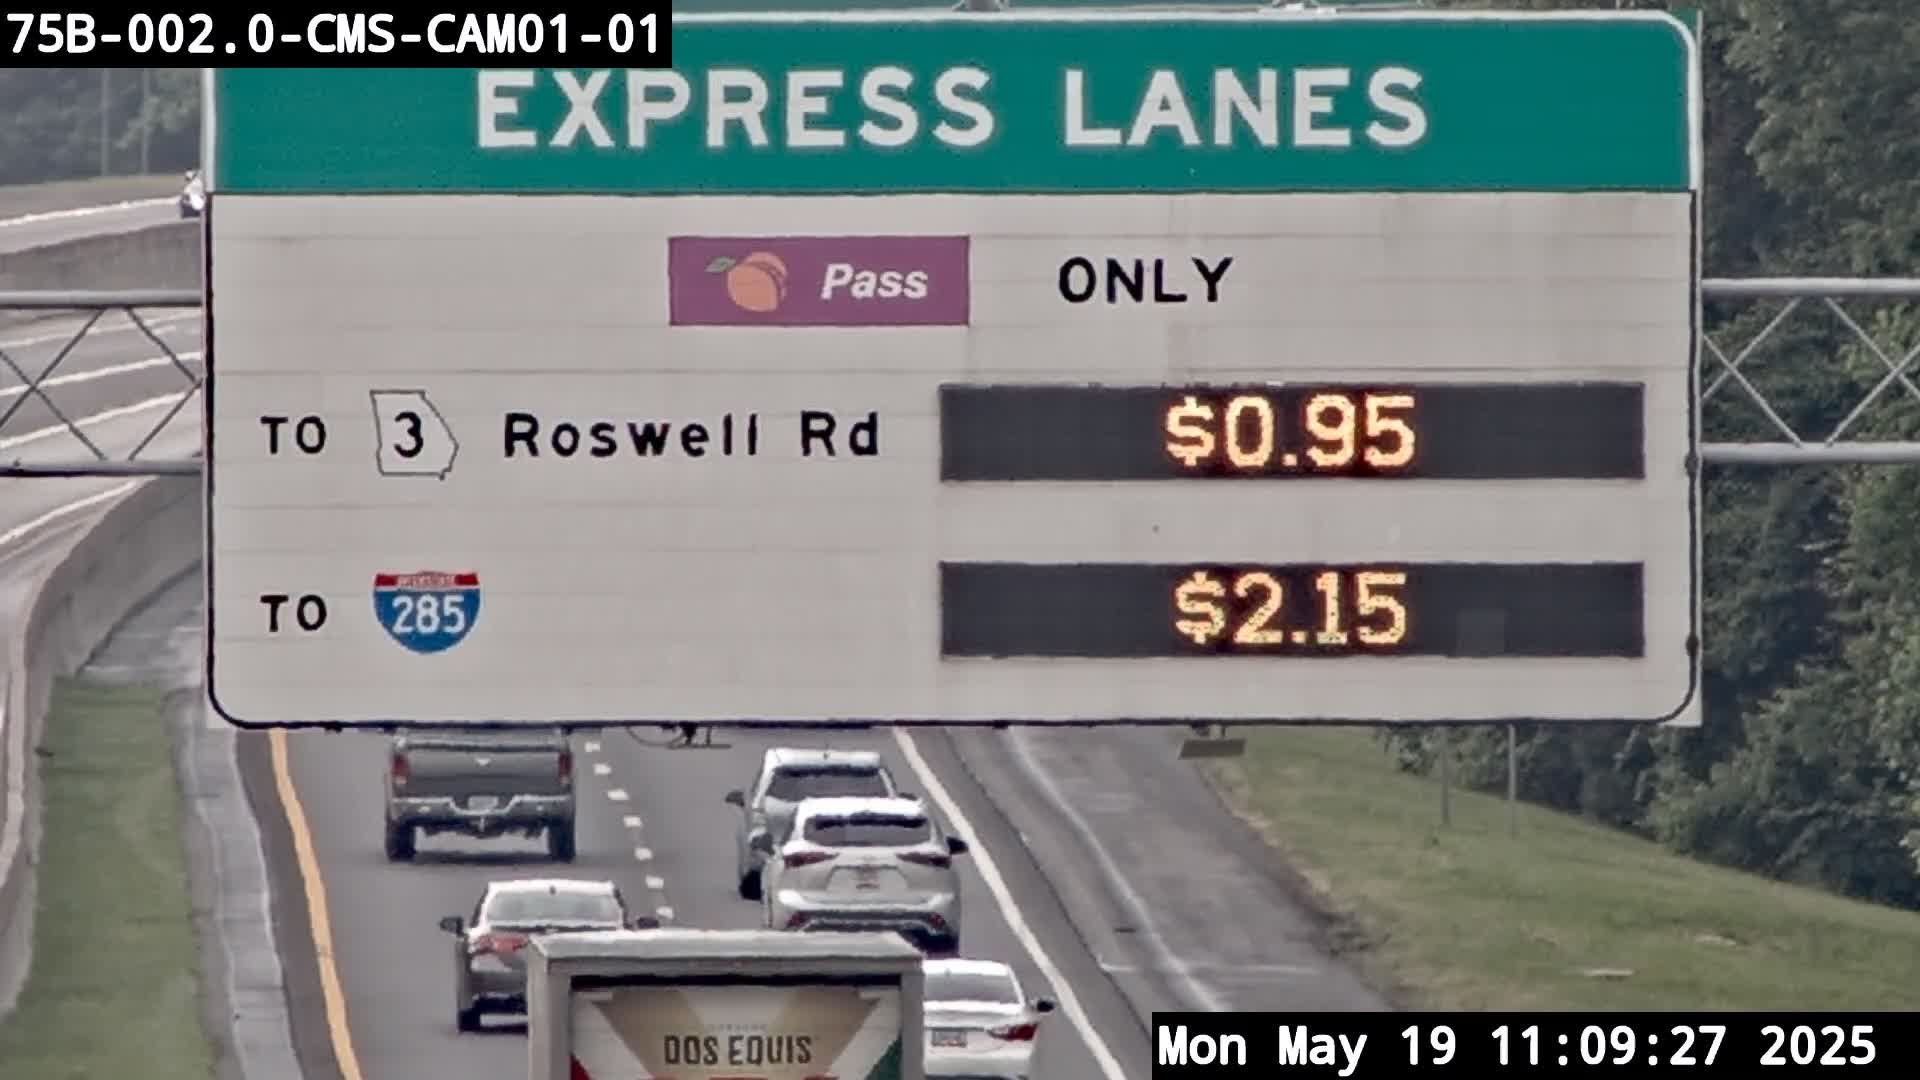 75B-002.0-CMS-CAM01-01
EXPRESS LANES
Pass ONLY
TO 3 Roswell Rd $0.95
TO 285 $2.15
DOS EQUIS
Mon May 19 11:09:27 2025